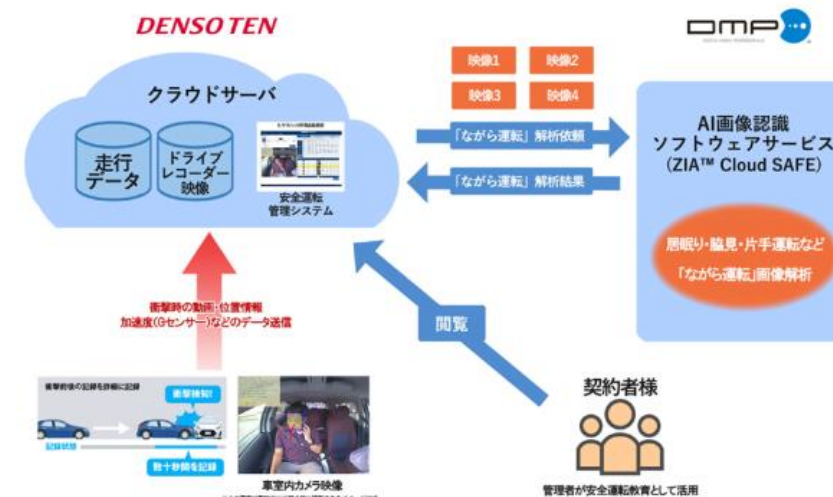 DENSO TEN
DMP
クラウドサーバ
走行
データ
ドライブ
レコーダー
映像
安全運転
管理システム
映像1
映像2
映像3
映像4
「ながら運転」解析依頼
「ながら運転」解析結果
AI画像認識
ソフトウェアサービス
(ZIA™ Cloud SAFE)
居眠り・脇見・片手運転など
「ながら運転」画像解析
衝撃時の動画・位置情報
加速度(Gセンサー)などのデータ送信
閲覧
衝撃前後の記録を詳細に記録
衝撃検知!
記録状態
数十秒間を記録
車室内カメラ映像
契約者様
管理者が安全運転教育として活用